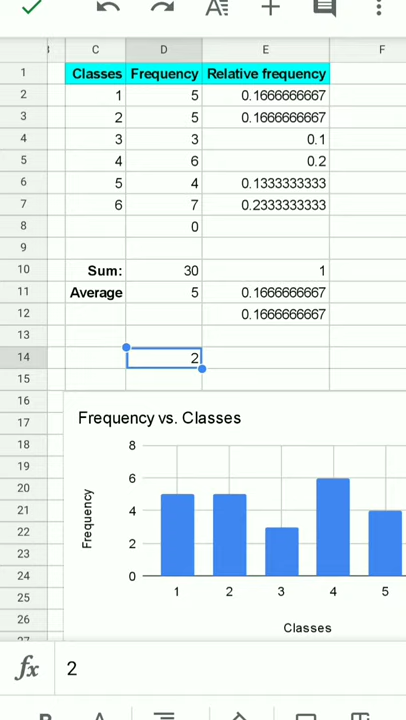 C D E F
1 Classes Frequency Relative frequency
2 1 5 0.1666666667
3 2 5 0.1666666667
4 3 3 0.1
5 4 6 0.2
6 5 4 0.1333333333
7 6 7 0.2333333333
8 0
9
10 Sum: 30 1
11 Average 5 0.1666666667
12 0.1666666667
13
14 2
15
16
17
18
19
20
21
22
23
24
25
26
Frequency vs. Classes
8
6
4
2
0
Frequency
1 2 3 4 5
Classes
fx 2